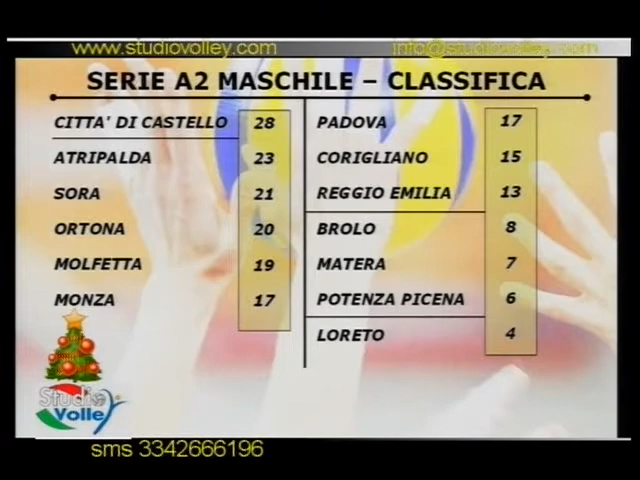 www.studiovolley.com
info@studiovolley.com
SERIE A2 MASCHILE – CLASSIFICA
CITTA' DI CASTELLO 28
ATRIPALDA 23
SORA 21
ORTONA 20
MOLFETTA 19
MONZA 17
PADOVA 17
CORIGLIANO 15
REGGIO EMILIA 13
BROLO 8
MATERA 7
POTENZA PICENA 6
LORETO 4
Studio
Volley
sms 3342666196